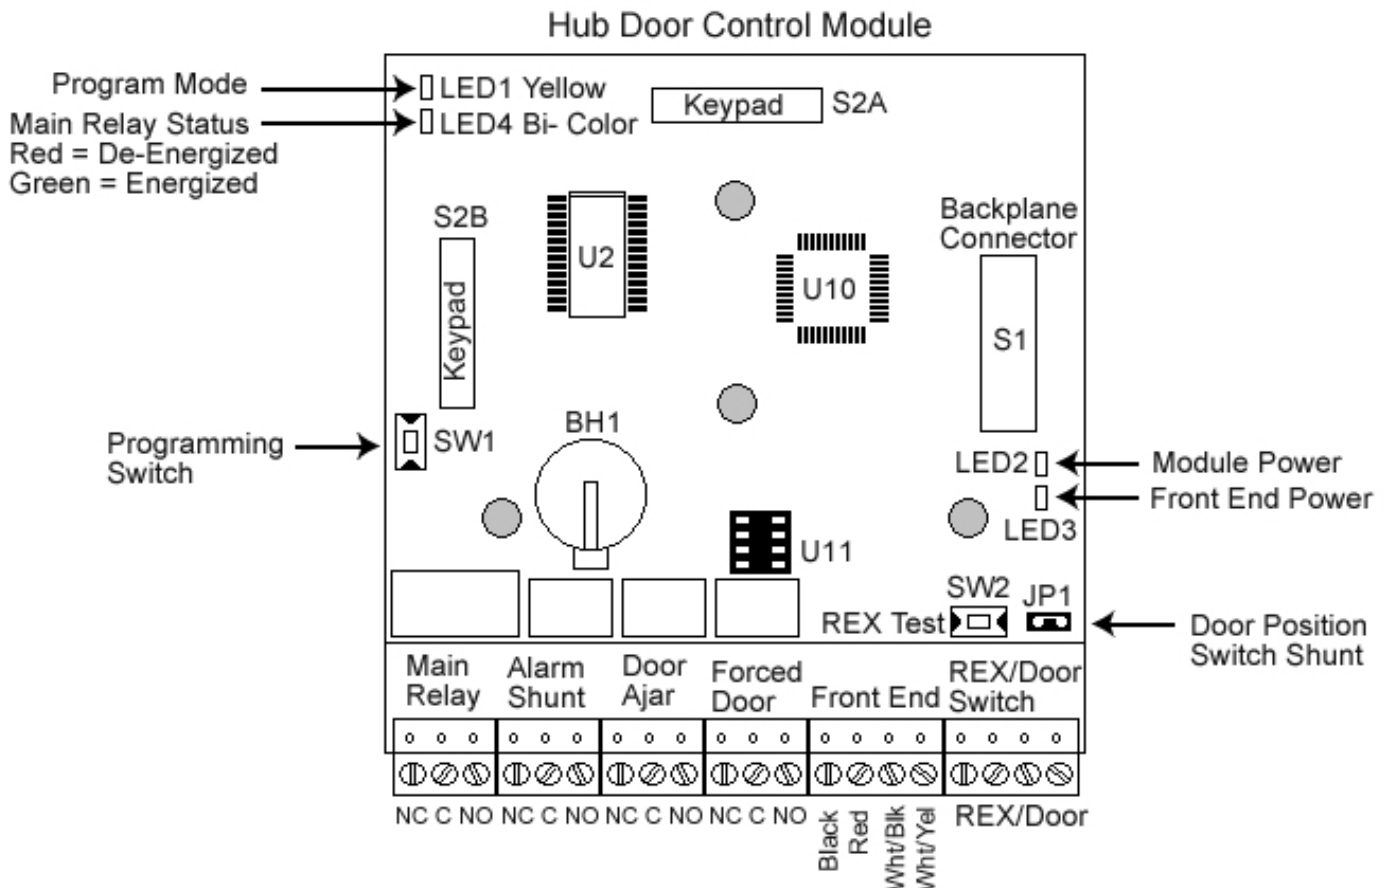 Hub Door Control Module
Program Mode
LED1 Yellow
Main Relay Status
Red = De-Energized
Green = Energized
LED4 Bi- Color
Keypad
S2A
S2B
Keypad
U2
U10
Backplane
Connector
S1
Programming
Switch
SW1
BH1
LED2
Module Power
Front End Power
LED3
U11
REX Test
SW2
JP1
Door Position
Switch Shunt
Main
Relay
Alarm
Shunt
Door
Ajar
Forced
Door
Front End
REX/Door
Switch
NC C NO
NC C NO
NC C NO
NC C NO
Black
Red
Wht/Blk
Wht/Yel
REX/Door